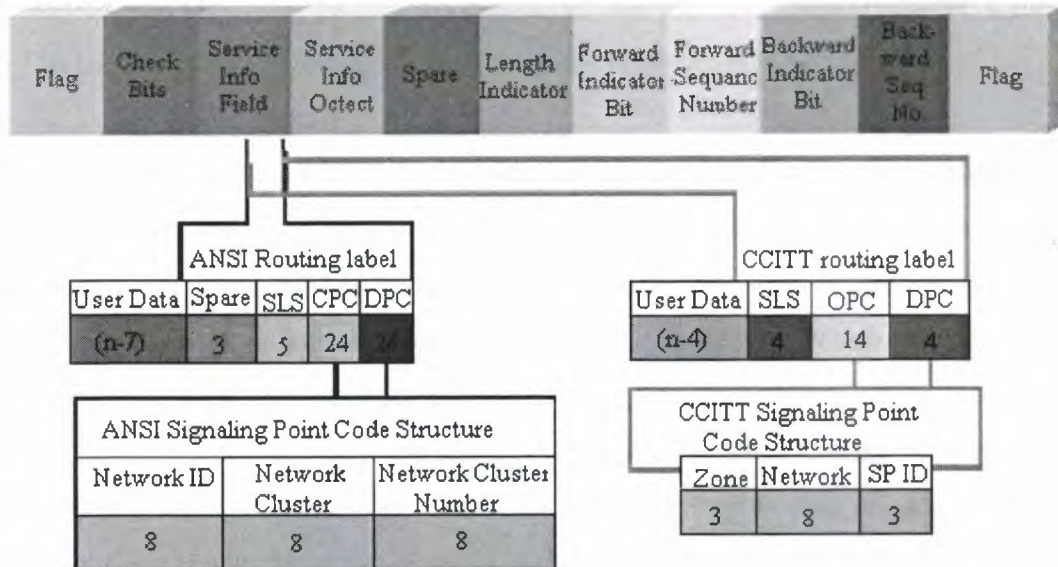 Flag
Check
Bits
Service
Info
Field
Service
Info
Octect
Spare
Length
Indicator
Forward
Indicator
Bit
Forward
Sequanc
Number
Backward
Indicator
Bit
Back-
ward
Seq
No.
Flag
ANSI Routing label
User Data Spare SLS CPC DPC
(n-7) 3 5 24
CCITT routing label
User Data SLS OPC DPC
(n-4) 4 14 4
ANSI Signaling Point Code Structure
Network ID
Network
Cluster
Network Cluster
Number
8 8 8
CCITT Signaling Point
Code Structure
Zone Network SP ID
3 8 3